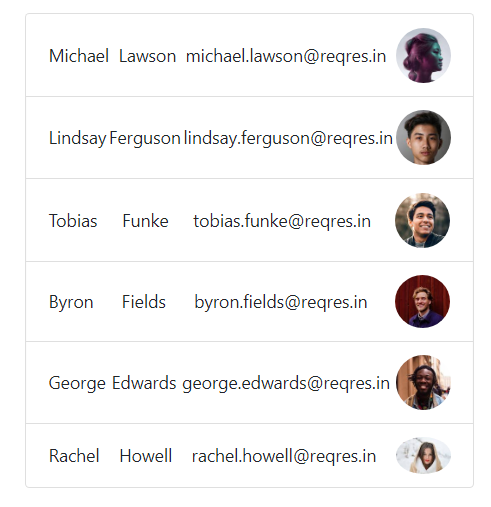 Michael Lawson michael.lawson@reqres.in
Lindsay Ferguson lindsay.ferguson@reqres.in
Tobias Funke tobias.funke@reqres.in
Byron Fields byron.fields@reqres.in
George Edwards george.edwards@reqres.in
Rachel Howell rachel.howell@reqres.in